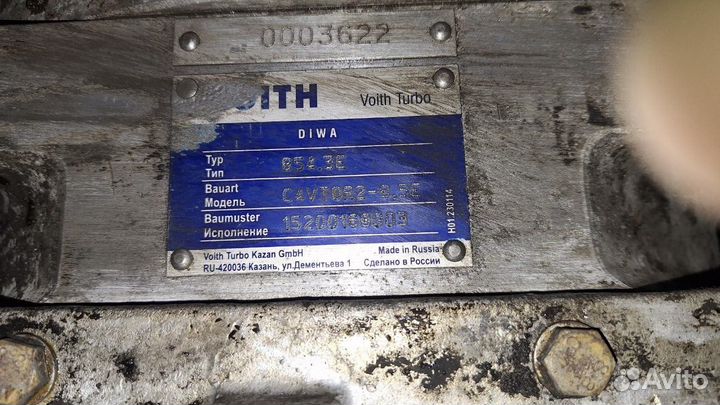 0003622
OITH Voith Turbo
DIWA
Typ
Тип 854.3E
Bauart
Модель
Baumuster
Исполнение
Voith Turbo Kazan GmbH Made in Russia
RU-420036 Казань, ул.Дементьева 1 Сделано в России
H01.230114
Avito